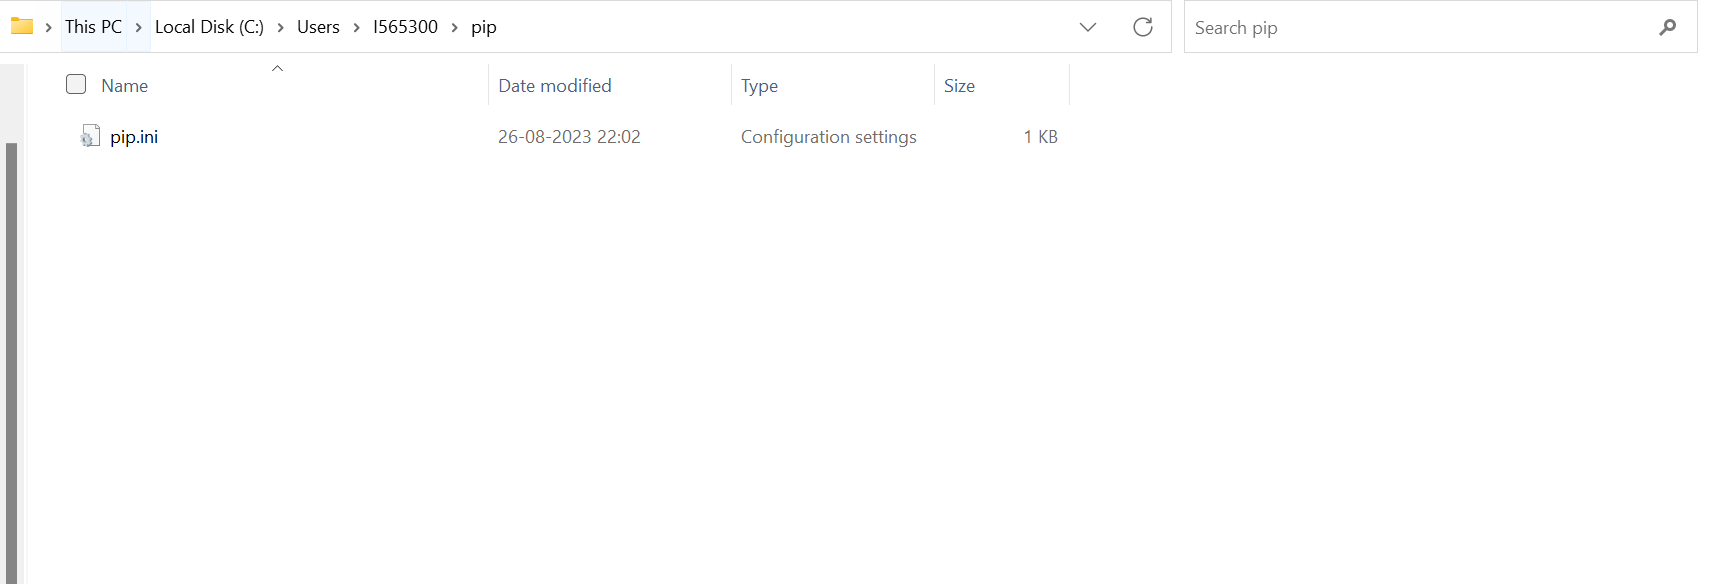 This PC > Local Disk (C:) > Users > I565300 > pip
Search pip
Name Date modified Type Size
pip.ini 26-08-2023 22:02 Configuration settings 1 KB